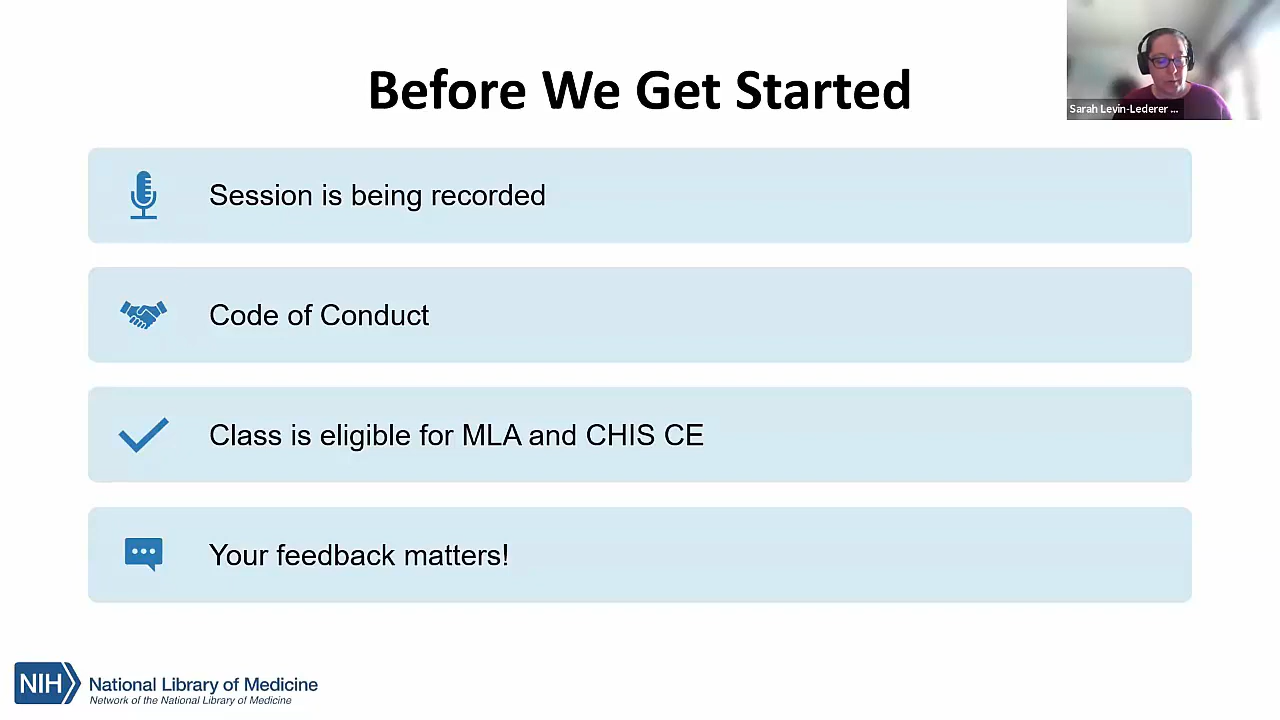 Before We Get Started
Sarah Levin-Lederer ...
Session is being recorded
Code of Conduct
Class is eligible for MLA and CHIS CE
Your feedback matters!
NIH National Library of Medicine
Network of the National Library of Medicine